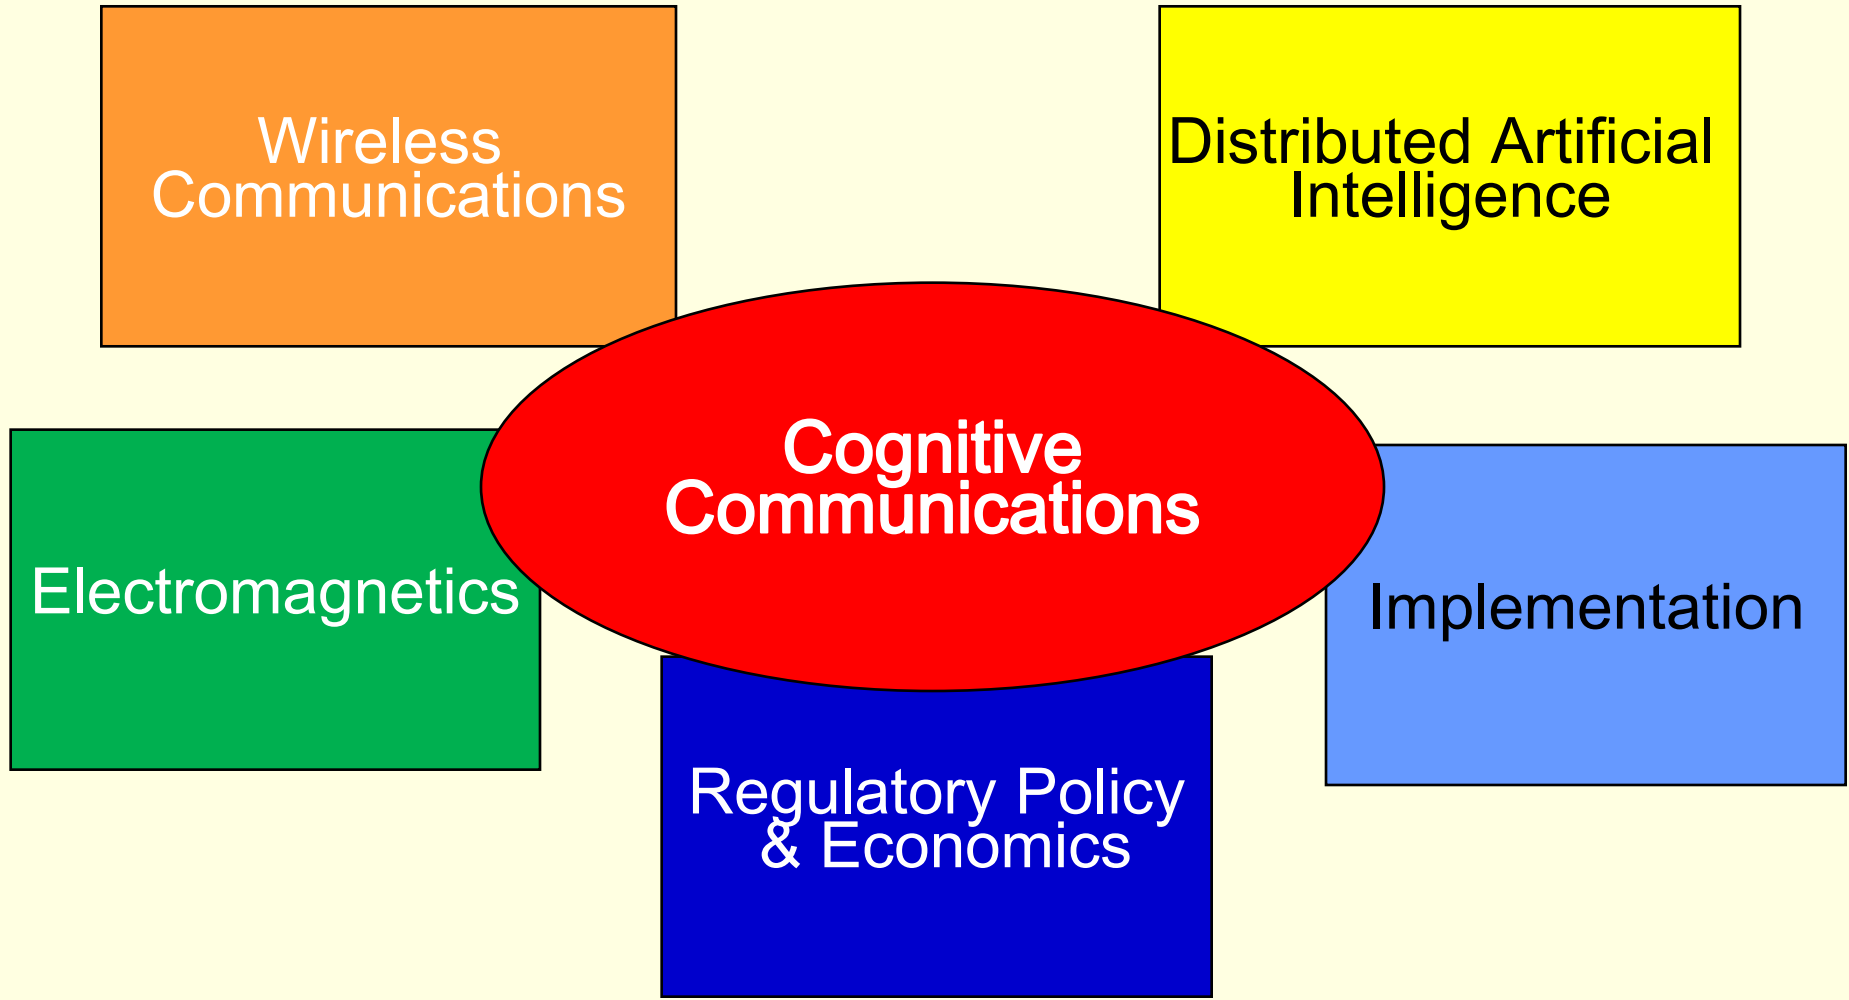 Wireless
Communications
Distributed Artificial
Intelligence
Cognitive
Communications
Electromagnetics
Implementation
Regulatory Policy
& Economics